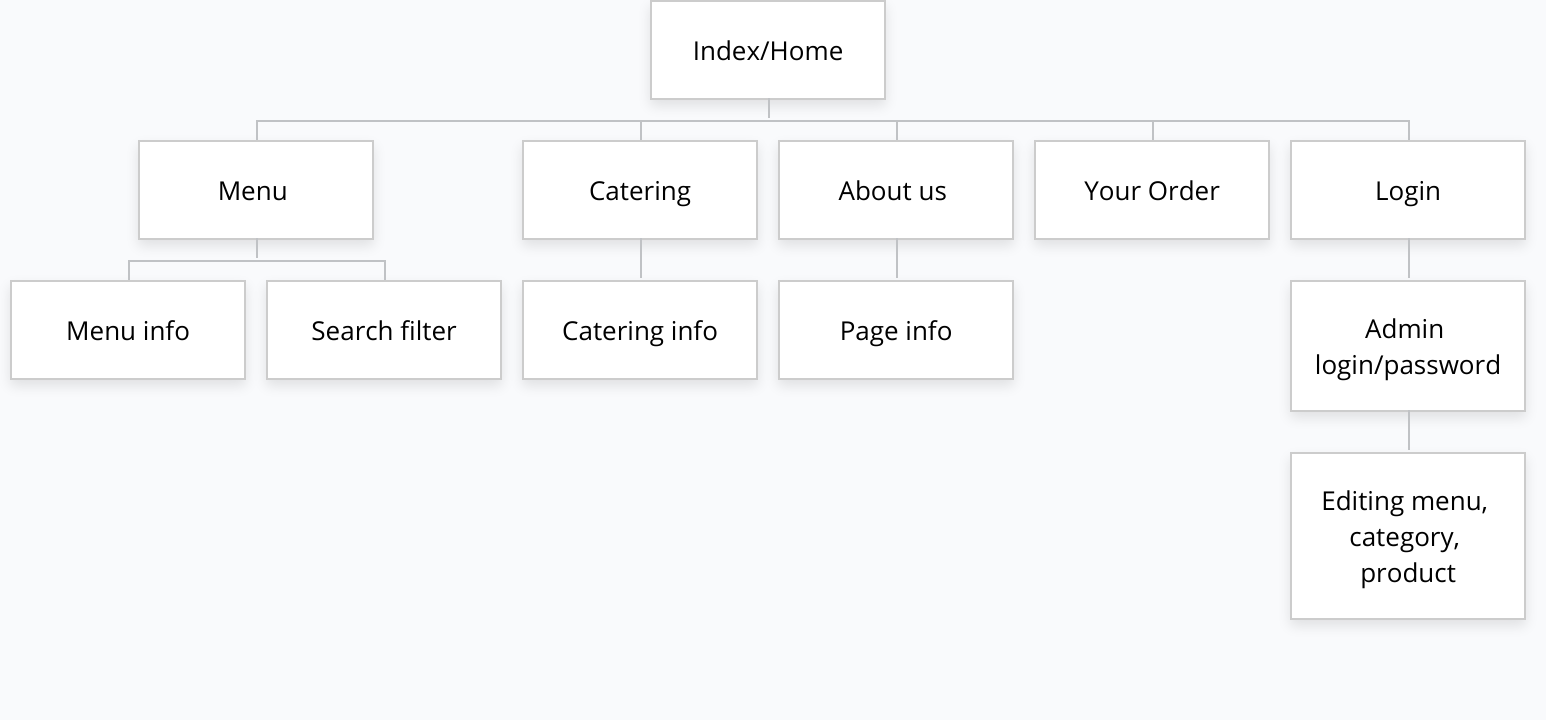 Index/Home
Menu
Catering
About us
Your Order
Login
Menu info
Search filter
Catering info
Page info
Admin
login/password
Editing menu,
category,
product